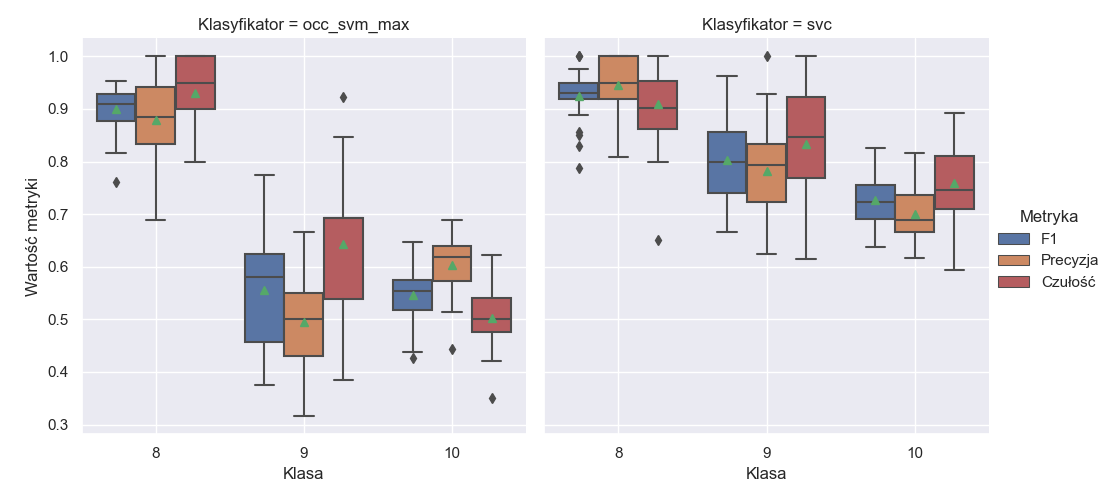 Klasyfikator = occ_svm_max
Klasyfikator = svc
Wartość metryki
1.0
0.9
0.8
0.7
0.6
0.5
0.4
0.3
8
9
10
Klasa
8
9
10
Klasa
Metryka
F1
Precyzja
Czułość